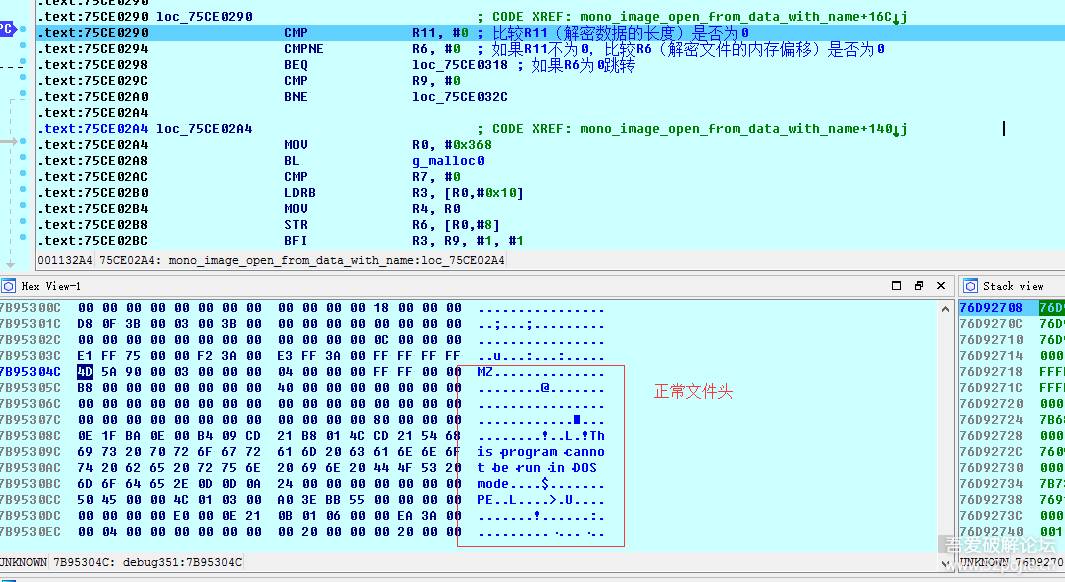 .text:75CE0290
.text:75CE0290 loc_75CE0290 ; CODE XREF: mono_image_open_from_data_with_name+16C↓j
PC
.text:75CE0290 CMP R11, #0 ; 比较R11（解密数据的长度）是否为0
.text:75CE0294 CMPNE R6, #0 ; 如果R11不为0，比较R6（解密文件的内存偏移）是否为0
.text:75CE0298 BEQ loc_75CE0318 ; 如果R6为0跳转
.text:75CE029C CMP R9, #0
.text:75CE02A0 BNE loc_75CE032C
.text:75CE02A4
.text:75CE02A4 loc_75CE02A4 ; CODE XREF: mono_image_open_from_data_with_name+140↓j
.text:75CE02A4 MOV R0, #0x368
.text:75CE02A8 BL g_malloc0
.text:75CE02AC CMP R7, #0
.text:75CE02B0 LDRB R3, [R0,#0x10]
.text:75CE02B4 MOV R4, R0
.text:75CE02B8 STR R6, [R0,#8]
.text:75CE02BC BFI R3, R9, #1, #1
001132A4 75CE02A4: mono_image_open_from_data_with_name:loc_75CE02A4
Hex View-1
Stack view
7B95300C 00 00 00 00 00 00 00 00 00 00 00 00 18 00 00 00 ................
7B95301C D8 0F 3B 00 03 00 3B 00 00 00 00 00 00 00 00 00 ..;...;.........
7B95302C 00 00 00 00 00 00 00 00 00 00 00 00 0C 00 00 00 ................
7B95303C E1 FF 75 00 00 F2 3A 00 E3 FF 3A 00 FF FF FF FF ..u...:...:.....
7B95304C 4D 5A 90 00 03 00 00 00 04 00 00 00 FF FF 00 00 MZ..............
7B95305C B8 00 00 00 00 00 00 00 40 00 00 00 00 00 00 00 ........@.......
7B95306C 00 00 00 00 00 00 00 00 00 00 00 00 00 00 00 00 ................
7B95307C 00 00 00 00 00 00 00 00 00 00 00 00 80 00 00 00
7B95308C 0E 1F BA 0E 00 B4 09 CD 21 B8 01 4C CD 21 54 68 ........!..L.!Th
7B95309C 69 73 20 70 72 6F 67 72 61 6D 20 63 61 6E 6E 6F is program canno
7B9530AC 74 20 62 65 20 72 75 6E 20 69 6E 20 44 4F 53 20 t be run in DOS
7B9530BC 6D 6F 64 65 2E 0D 0D 0A 24 00 00 00 00 00 00 00 mode....$.......
7B9530CC 50 45 00 00 4C 01 03 00 A0 3E BB 55 00 00 00 00 PE..L....>.U....
7B9530DC 00 00 00 00 E0 00 0E 21 0B 01 06 00 00 EA 3A 00 .......!......:.
7B9530EC 00 04 00 00 00 00 00 00 00 20 00 00 00 20 00 00 ......... ... ..
正常文件头
76D92708 76D
76D9270C 76D
76D92710 76D
76D92714 000
76D92718 FFF
76D9271C FFF
76D92720 000
76D92724 7B6
76D92728 000
76D9272C 000
76D92730 000
76D92734 7B7
76D92738 769
76D9273C 000
76D92740 001
UNKNOWN 7B95304C: debug351:7B95304C
UNKNOWN 76D9270
吾爱破解论坛